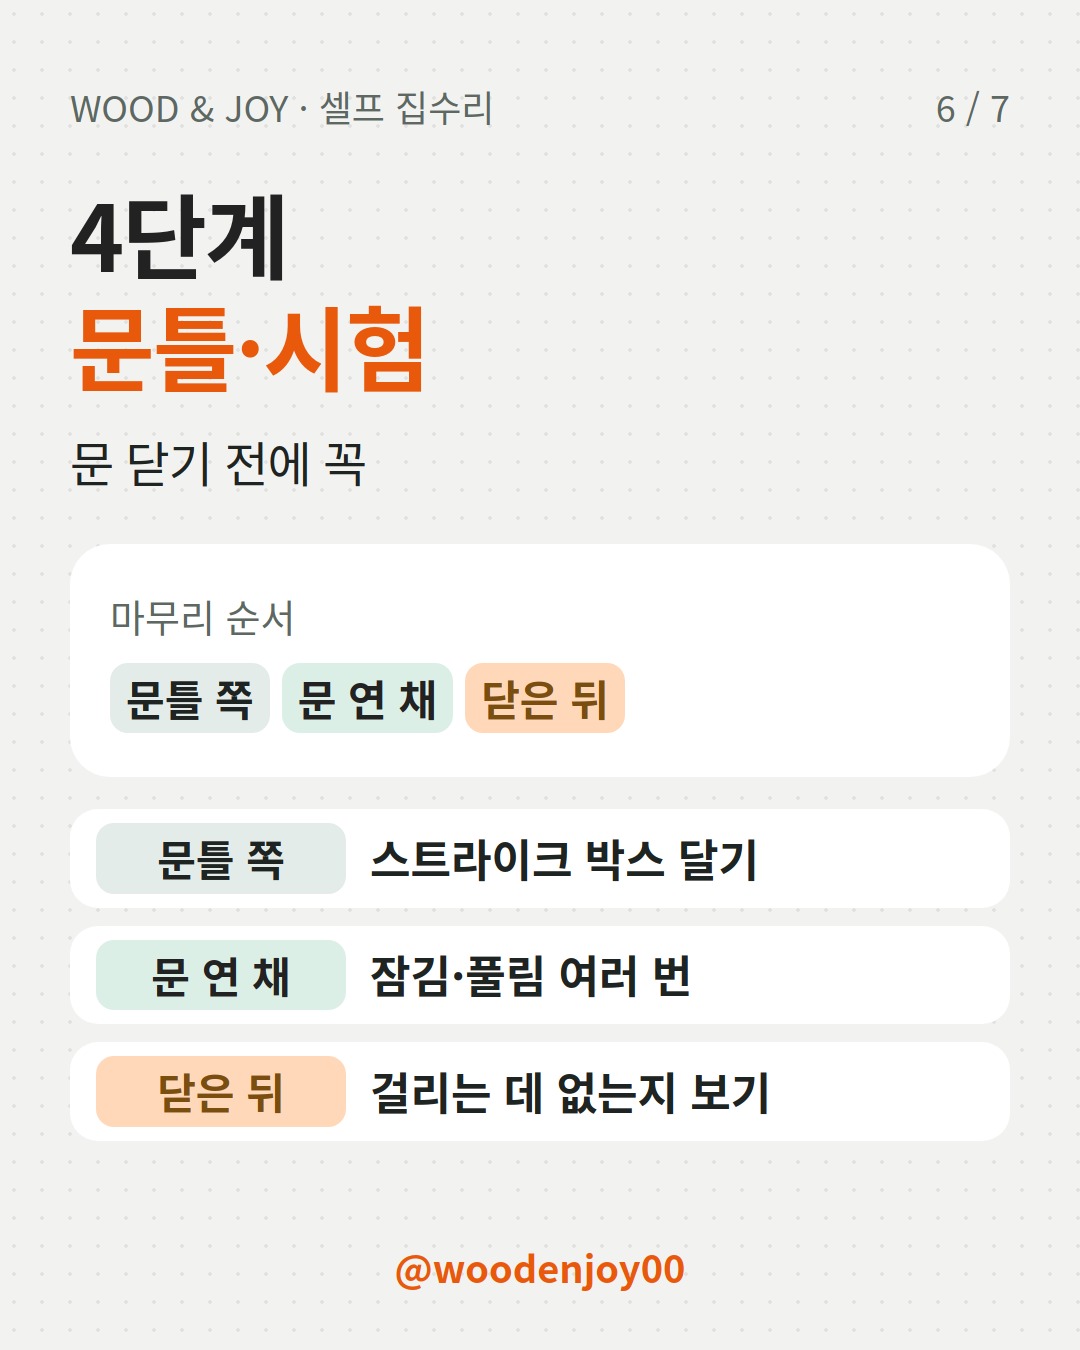 WOOD & JOY · 셀프 집수리
6 / 7
4단계
문틀·시험
문 닫기 전에 꼭
마무리 순서
문틀 쪽 문 연 채 닫은 뒤
문틀 쪽 스트라이크 박스 달기
문 연 채 잠김·풀림 여러 번
닫은 뒤 걸리는 데 없는지 보기
@woodenjoy00